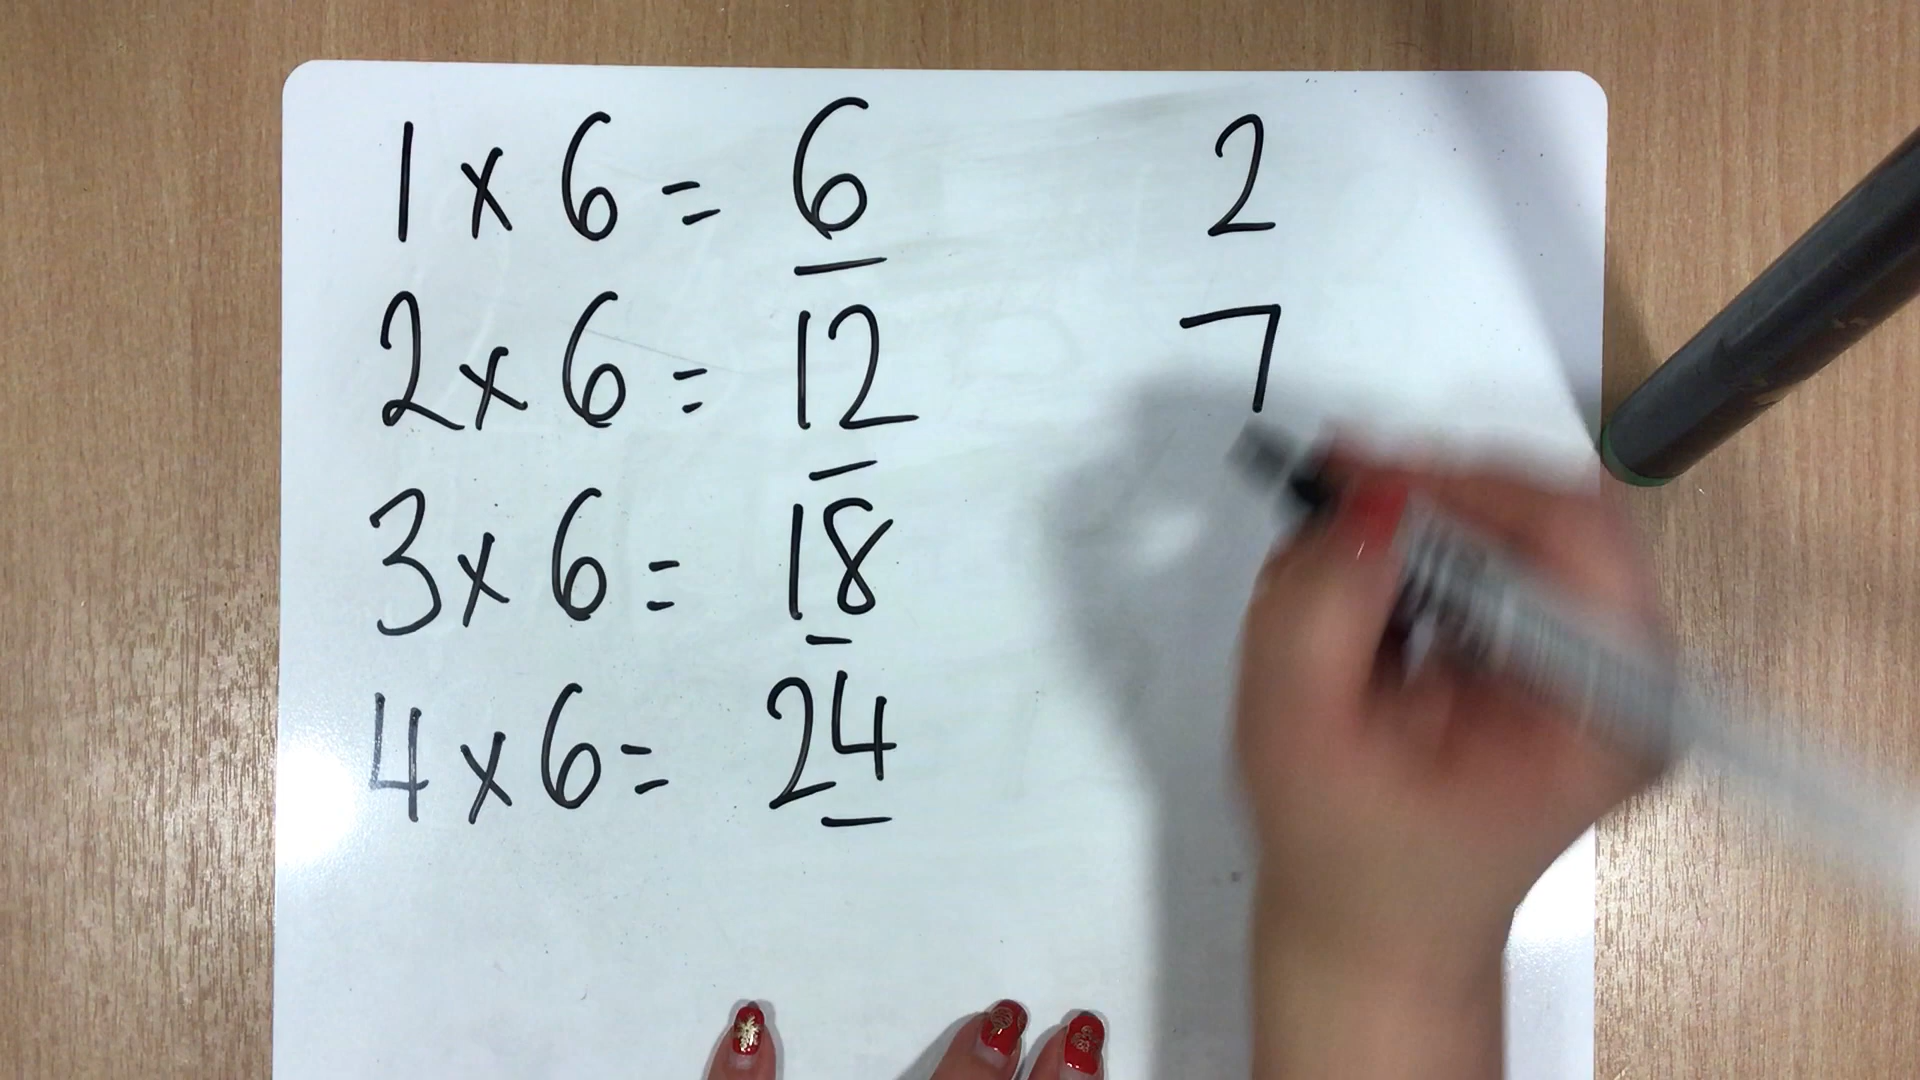 1 x 6 = 6 2
2 x 6 = 12 7
3 x 6 = 18
4 x 6 = 24